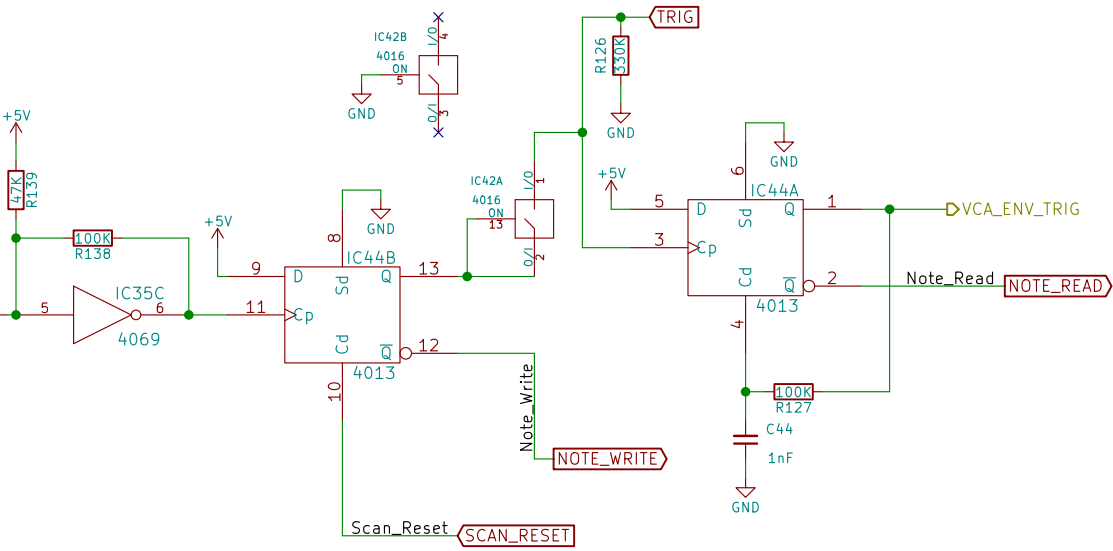 +5V
47K
R139
100K
R138
5
IC35C
6
4069
+5V
9
11
8
GND
IC44B
D
Sd
Q
Cp
Cd
Q
13
12
4013
10
Note_Write
NOTE_WRITE
Scan_Reset
SCAN_RESET
IC42B
4016
ON
5
I/O
4
O/I
3
GND
IC42A
4016
ON
13
I/O
1
O/I
2
TRIG
R126
330K
GND
+5V
5
3
6
GND
IC44A
D
Sd
Q
Cp
Cd
Q
1
2
4013
4
VCA_ENV_TRIG
Note_Read
NOTE_READ
100K
R127
C44
1nF
GND